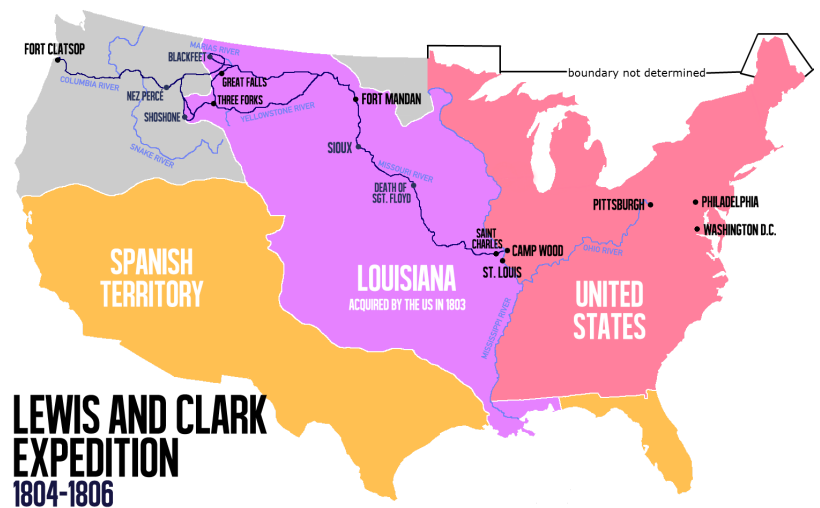 FORT CLATSOP
COLUMBIA RIVER
MARIAS RIVER
BLACKFEET
GREAT FALLS
NEZ PERCÉ
THREE FORKS
SHOSHONE
SNAKE RIVER
YELLOWSTONE RIVER
FORT MANDAN
SIOUX
MISSOURI RIVER
DEATH OF
SGT. FLOYD
boundary not determined
PITTSBURGH
PHILADELPHIA
WASHINGTON D.C.
SAINT
CHARLES
CAMP WOOD
ST. LOUIS
OHIO RIVER
MISSISSIPPI RIVER
SPANISH
TERRITORY
LOUISIANA
ACQUIRED BY THE US IN 1803
UNITED
STATES
LEWIS AND CLARK
EXPEDITION
1804-1806